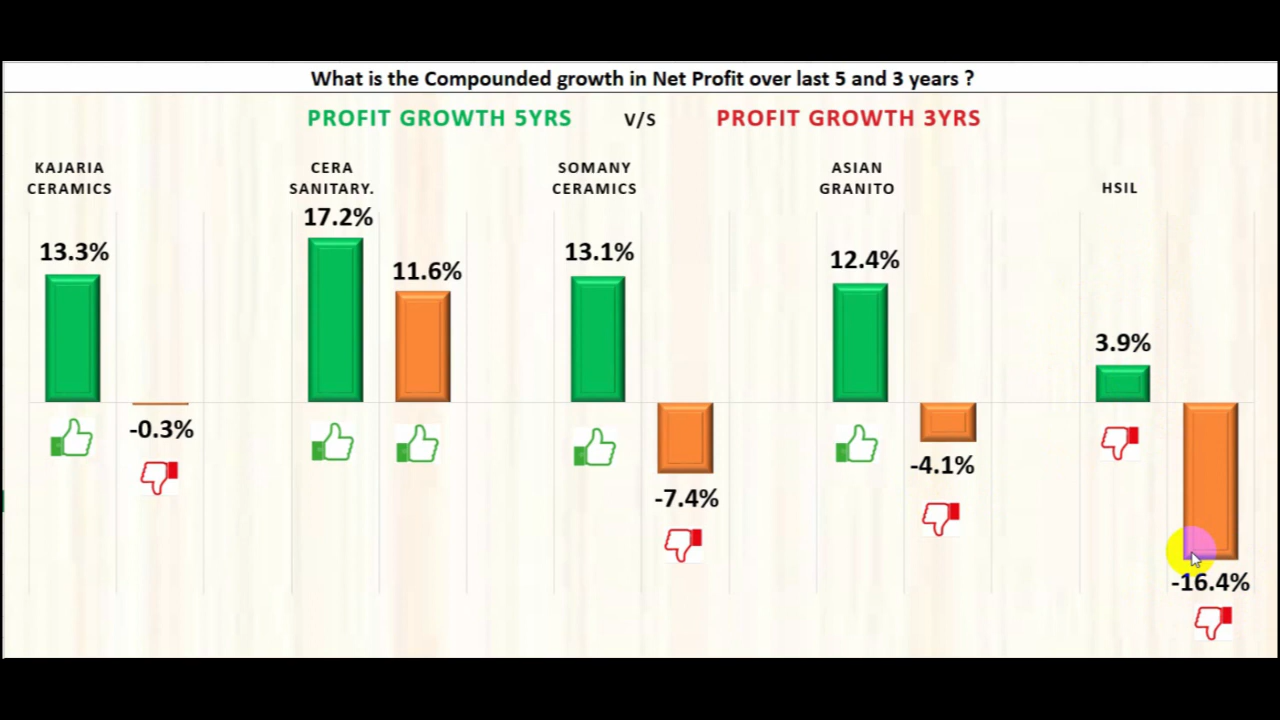 What is the Compounded growth in Net Profit over last 5 and 3 years ?
PROFIT GROWTH 5YRS V/S PROFIT GROWTH 3YRS
KAJARIA
CERAMICS
CERA
SANITARY.
SOMANY
CERAMICS
ASIAN
GRANITO
HSIL
13.3%
-0.3%
17.2%
11.6%
13.1%
-7.4%
12.4%
-4.1%
3.9%
-16.4%